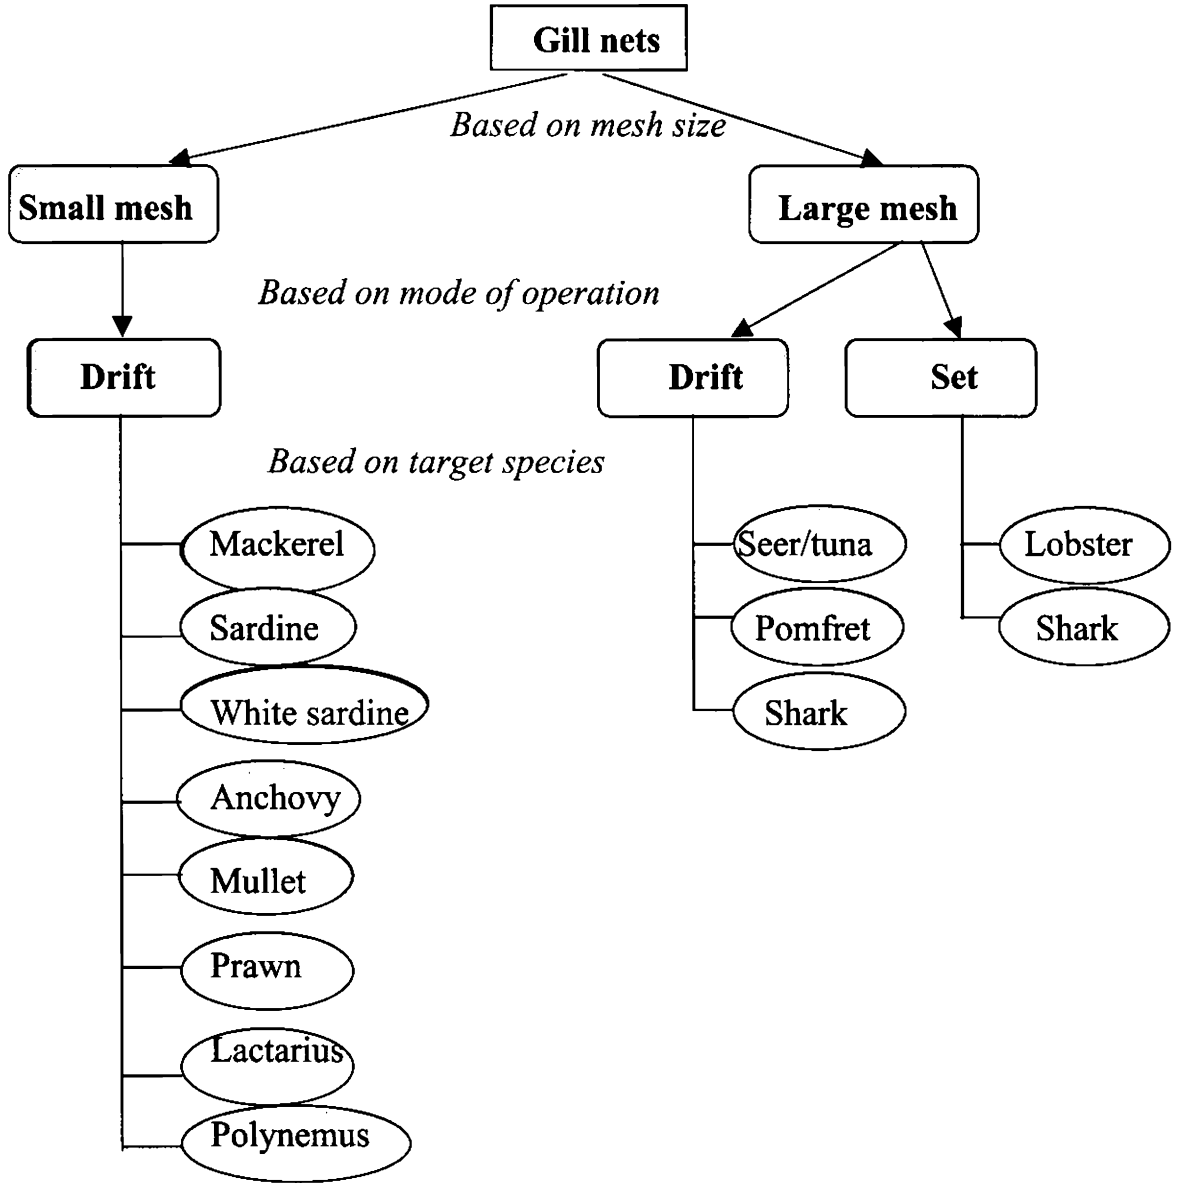 Gill nets
Based on mesh size
Small mesh
Large mesh
Based on mode of operation
Drift
Drift
Set
Based on target species
Mackerel
Sardine
White sardine
Anchovy
Mullet
Prawn
Lactarius
Polynemus
Seer/tuna
Pomfret
Shark
Lobster
Shark